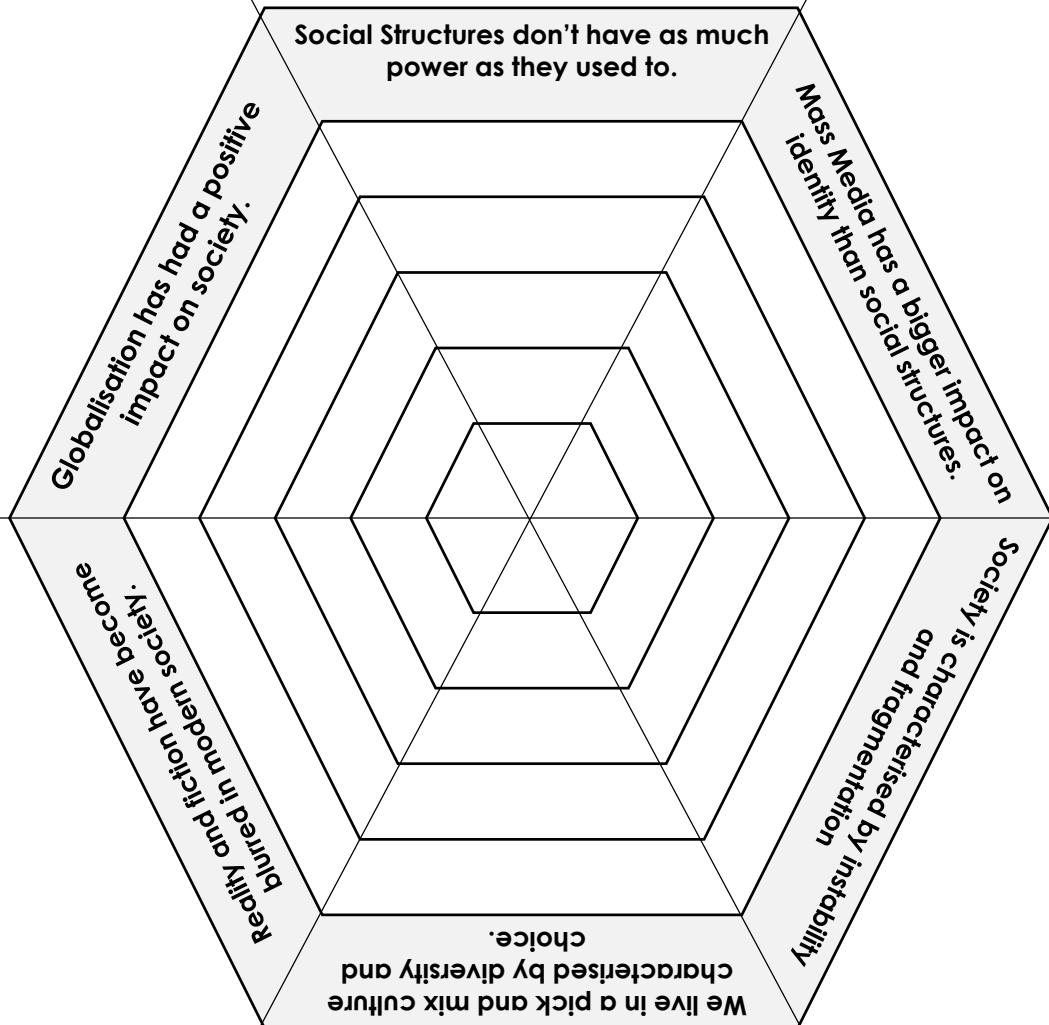 Social Structures don't have as much
power as they used to.
Mass Media has a bigger impact on
identity than social structures.
Society is characterised by instability
and fragmentation
We live in a pick and mix culture
characterised by diversity and
choice.
Reality and fiction have become
blurred in modern society.
Globalisation has had a positive
impact on society.